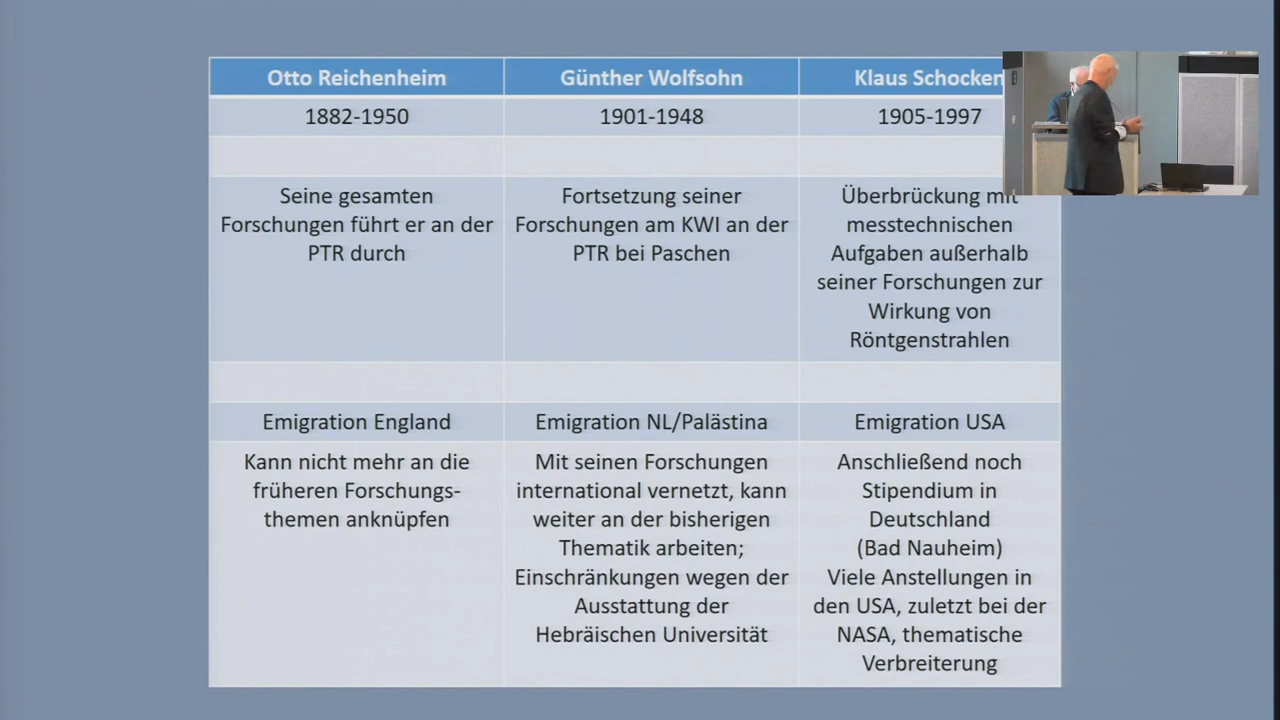 Otto Reichenheim
Günther Wolfsohn
Klaus Schocken
1882-1950
1901-1948
1905-1997
Seine gesamten
Forschungen führt er an der
PTR durch
Fortsetzung seiner
Forschungen am KWI an der
PTR bei Paschen
Überbrückung mit
messtechnischen
Aufgaben außerhalb
seiner Forschungen zur
Wirkung von
Röntgenstrahlen
Emigration England
Emigration NL/Palästina
Emigration USA
Kann nicht mehr an die
früheren Forschungs-
themen anknüpfen
Mit seinen Forschungen
international vernetzt, kann
weiter an der bisherigen
Thematik arbeiten;
Einschränkungen wegen der
Ausstattung der
Hebräischen Universität
Anschließend noch
Stipendium in
Deutschland
(Bad Nauheim)
Viele Anstellungen in
den USA, zuletzt bei der
NASA, thematische
Verbreiterung